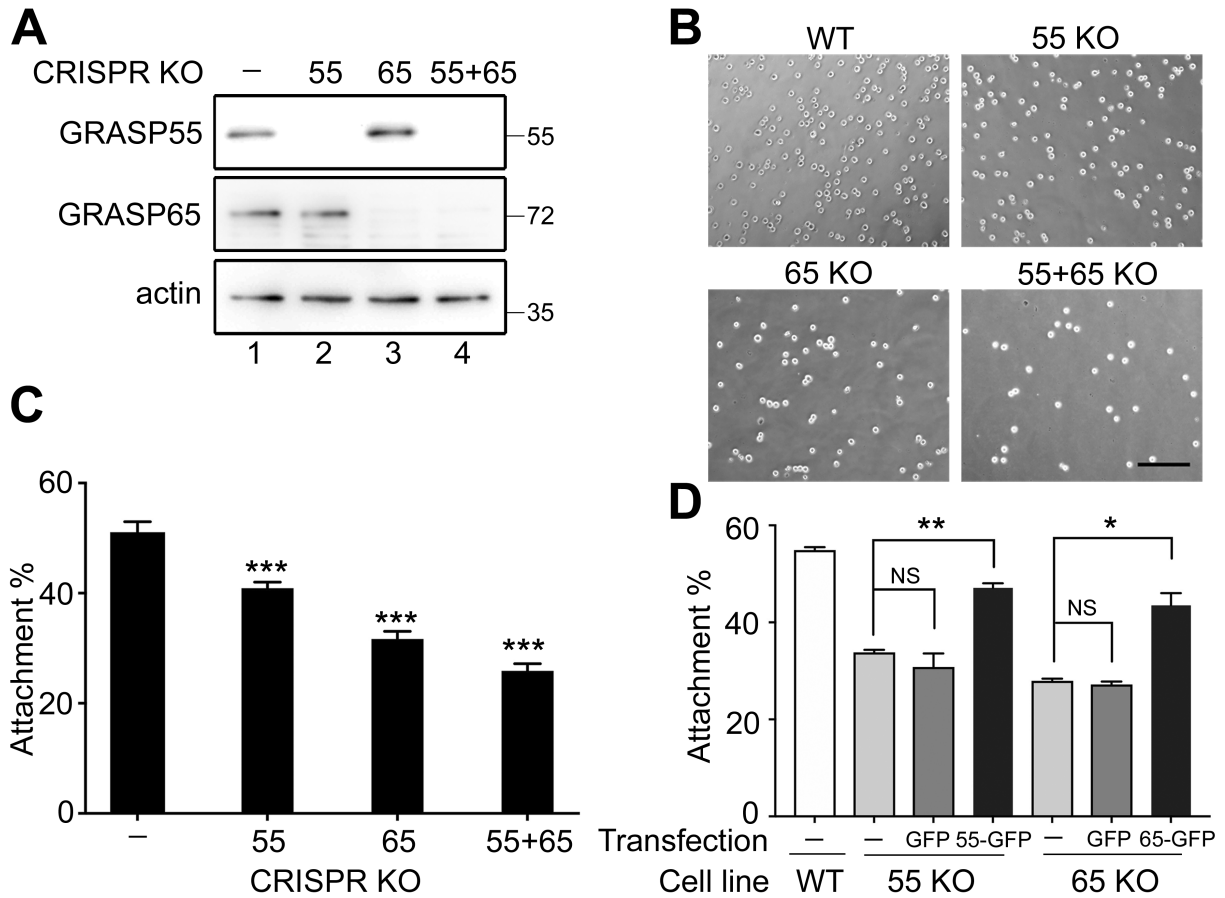 A
CRISPR KO – 55 65 55+65
GRASP55
55
GRASP65
72
actin
35
1 2 3 4
B
WT
55 KO
65 KO
55+65 KO
C
Attachment %
60
40
20
0
***
***
***
– 55 65 55+65
CRISPR KO
D
Attachment %
60
40
20
0
**
NS
*
NS
Transfection – – GFP 55-GFP – GFP 65-GFP
Cell line WT 55 KO 65 KO